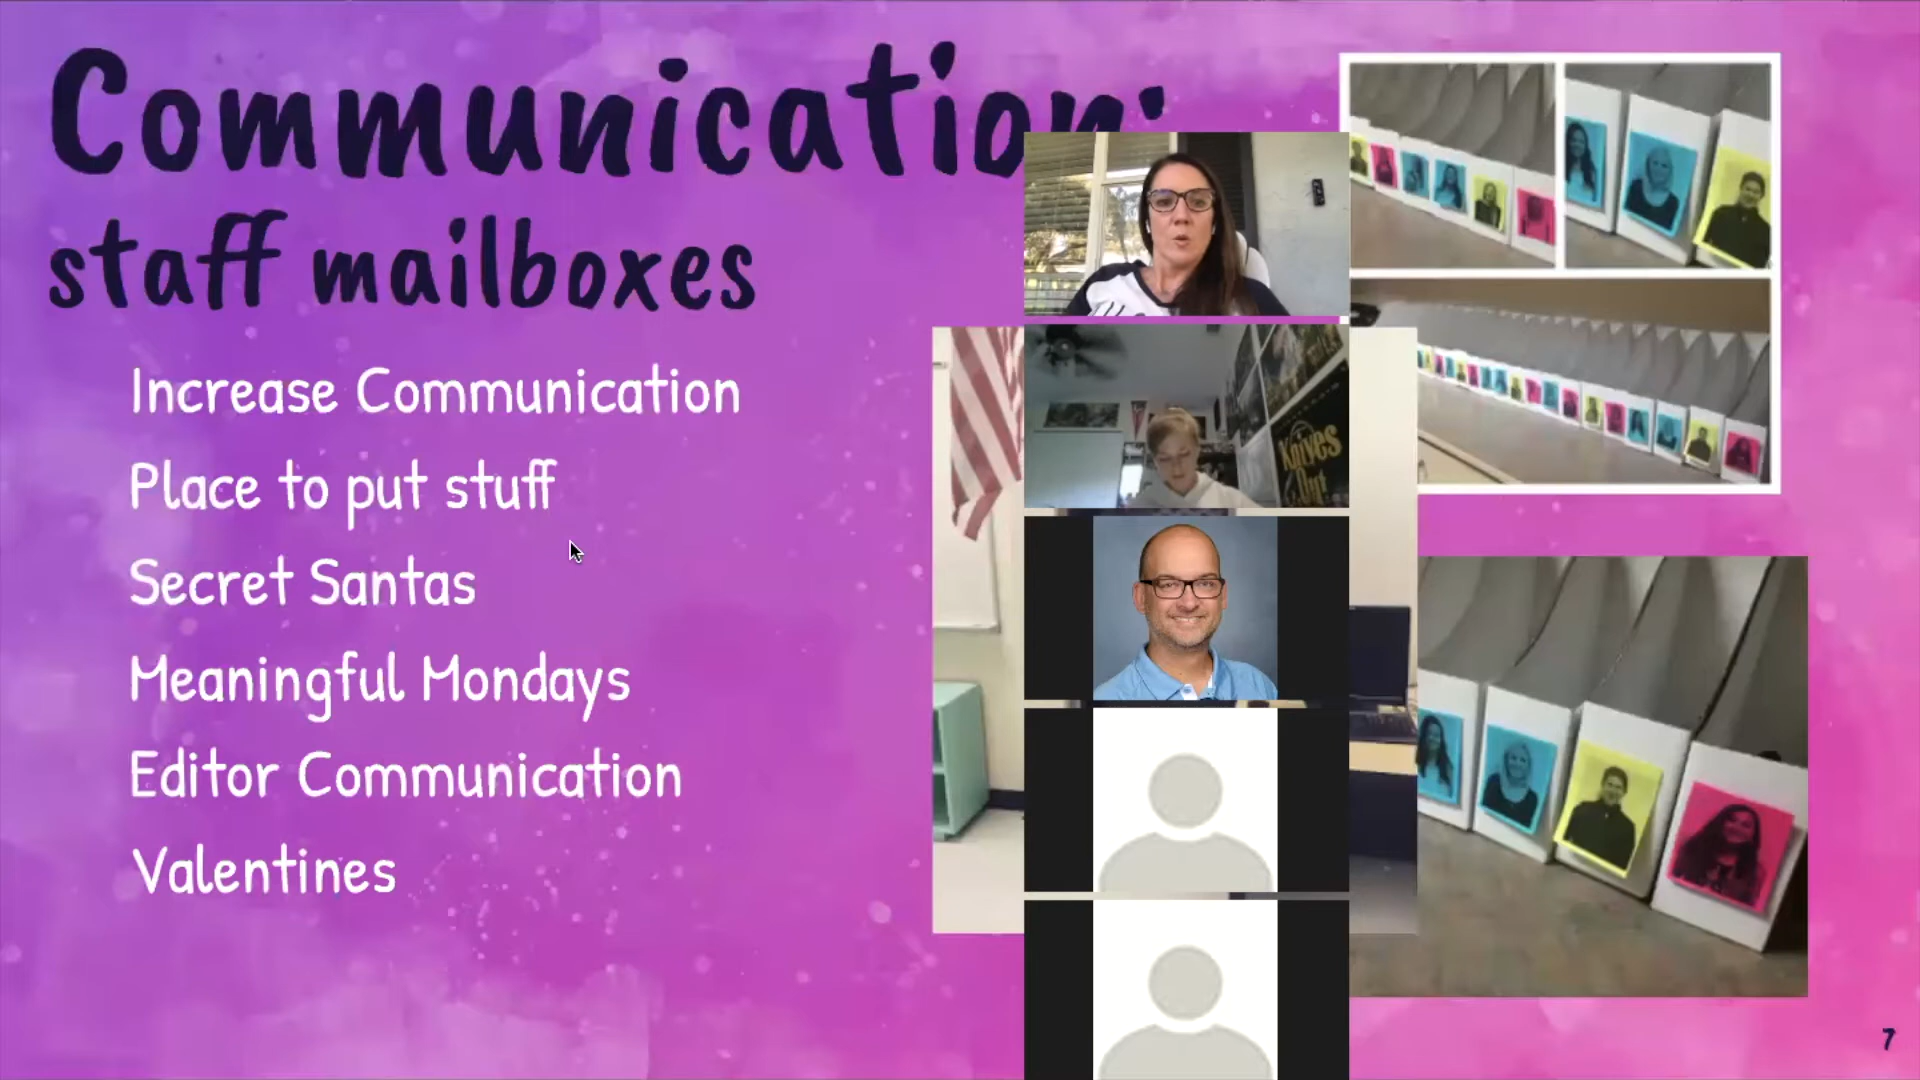 Communication:
staff mailboxes
Increase Communication
Place to put stuff
Secret Santas
Meaningful Mondays
Editor Communication
Valentines
Knives
Out
7